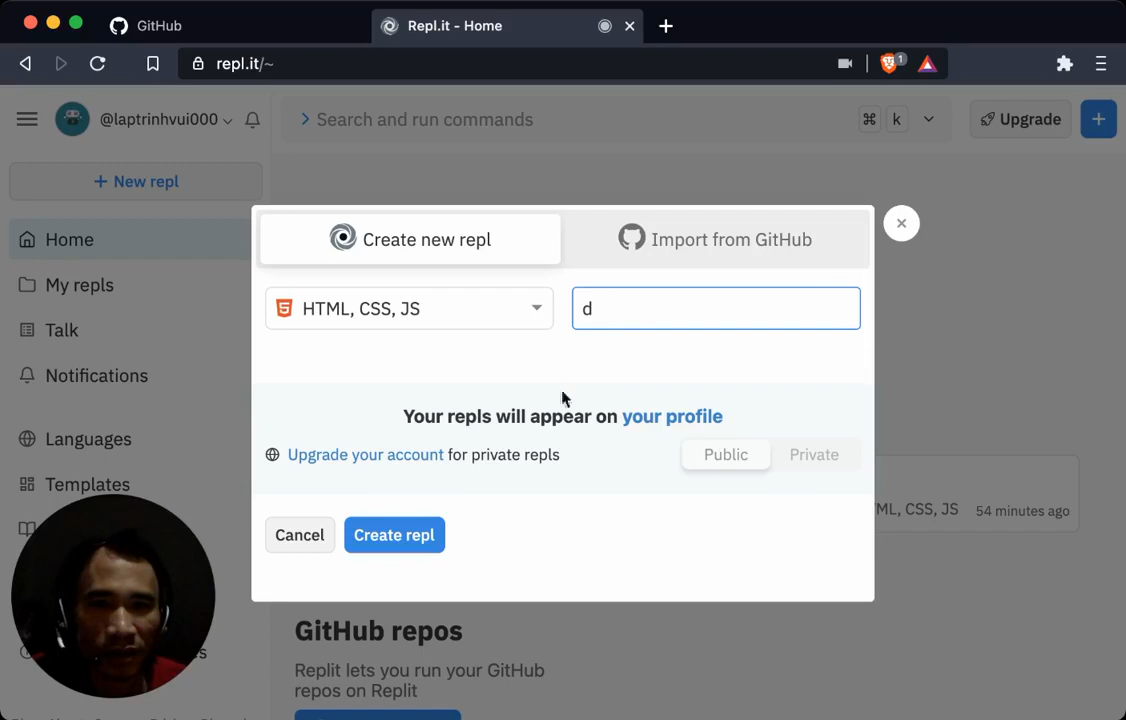 GitHub
Repl.it - Home
repl.it/~
1
@laptrinhvui000
Search and run commands
⌘ k
Upgrade
+
+ New repl
Home
My repls
Talk
Notifications
Languages
Templates
Create new repl
Import from GitHub
HTML, CSS, JS
d
Your repls will appear on your profile
Upgrade your account for private repls
Public
Private
Cancel
Create repl
HTML, CSS, JS
54 minutes ago
GitHub repos
Replit lets you run your GitHub
repos on Replit